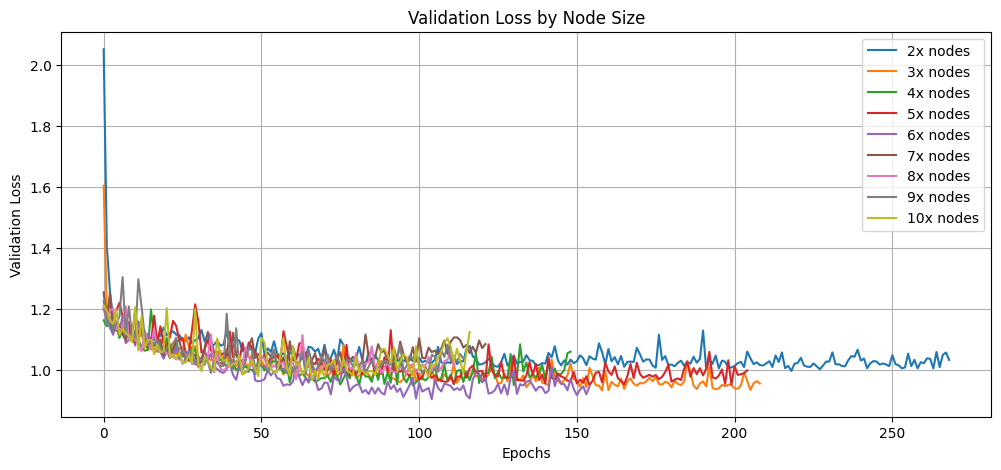 Validation Loss by Node Size
Validation Loss
2.0
1.8
1.6
1.4
1.2
1.0
0
50
100
150
200
250
Epochs
2x nodes
3x nodes
4x nodes
5x nodes
6x nodes
7x nodes
8x nodes
9x nodes
10x nodes